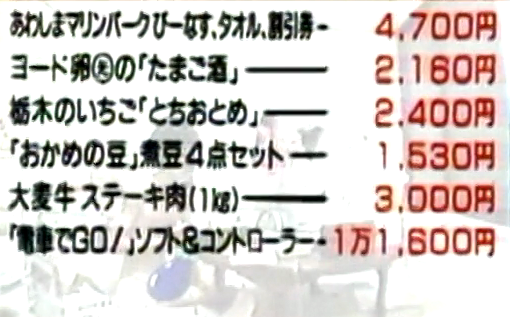 あわしまマリンパークびーなす、タオル、割引券− 4,700円
ヨード卵㊗の「たまご酒」── 2,160円
栃木のいちご「とちおとめ」── 2,400円
「おかめの豆」煮豆4点セット── 1,530円
大麦牛ステーキ肉(1kg)── 3,000円
「電車でGO!」ソフト&コントローラー− 1万1,600円